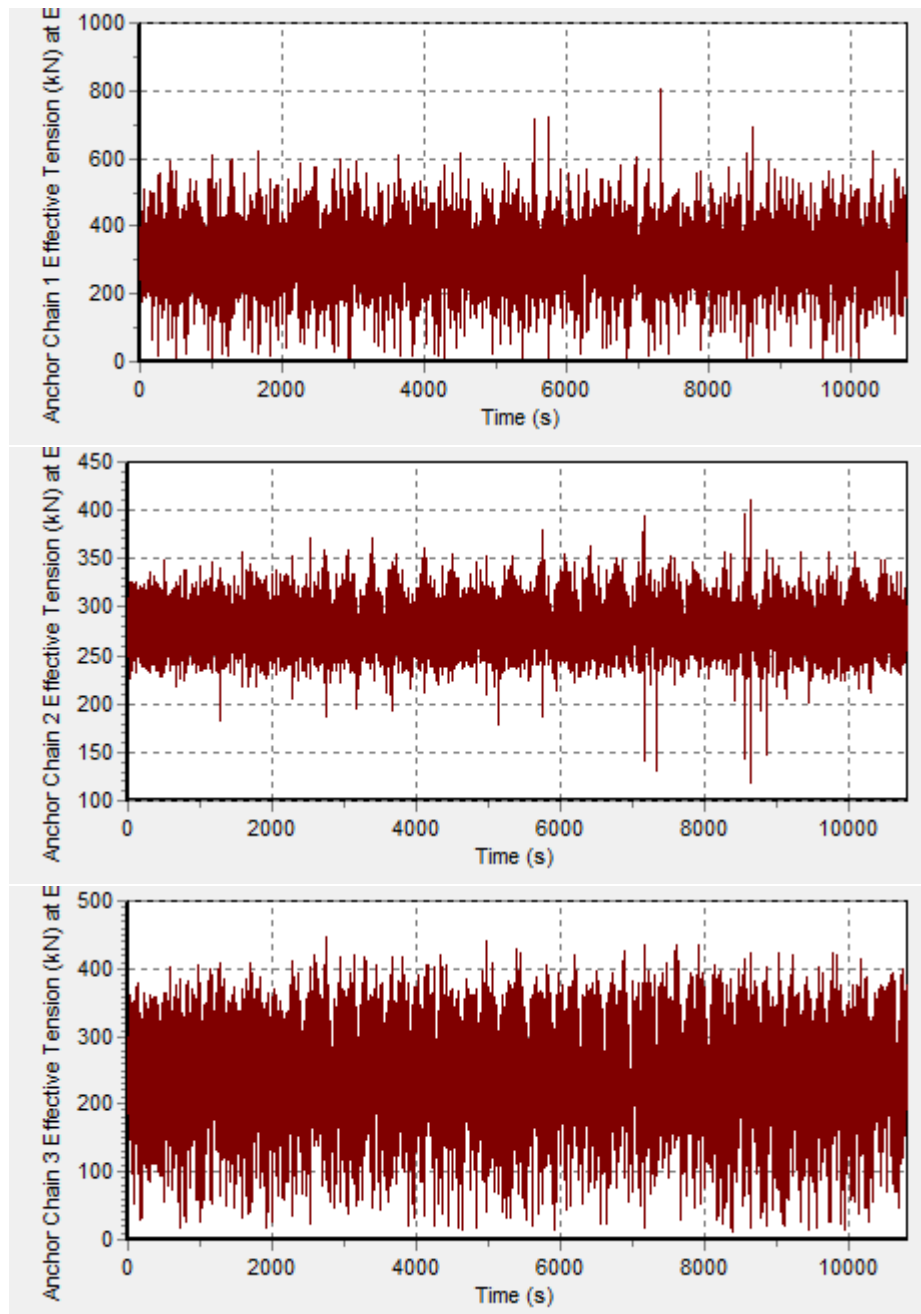 Anchor Chain 1 Effective Tension (kN) at E
1000
800
600
400
200
0
0 2000 4000 6000 8000 10000
Time (s)
Anchor Chain 2 Effective Tension (kN) at E
450
400
350
300
250
200
150
100
0 2000 4000 6000 8000 10000
Time (s)
Anchor Chain 3 Effective Tension (kN) at E
500
400
300
200
100
0
0 2000 4000 6000 8000 10000
Time (s)